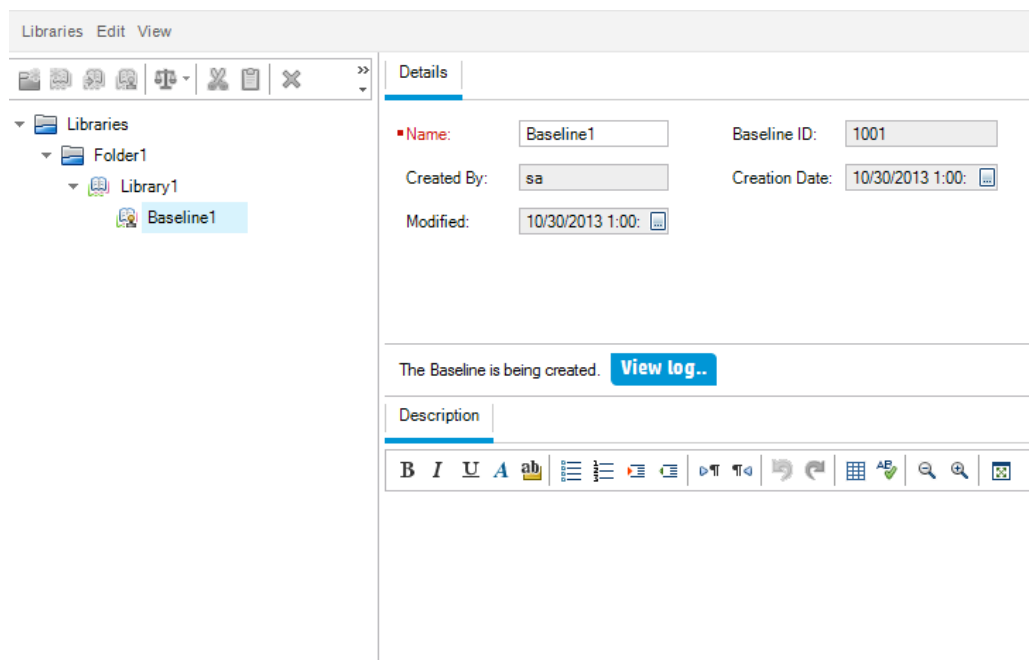 Libraries Edit View
Details
Libraries
Folder1
Library1
Baseline1
Name: Baseline1 Baseline ID: 1001
Created By: sa Creation Date: 10/30/2013 1:00: ...
Modified: 10/30/2013 1:00: ...
The Baseline is being created. View log..
Description
B I U A ab